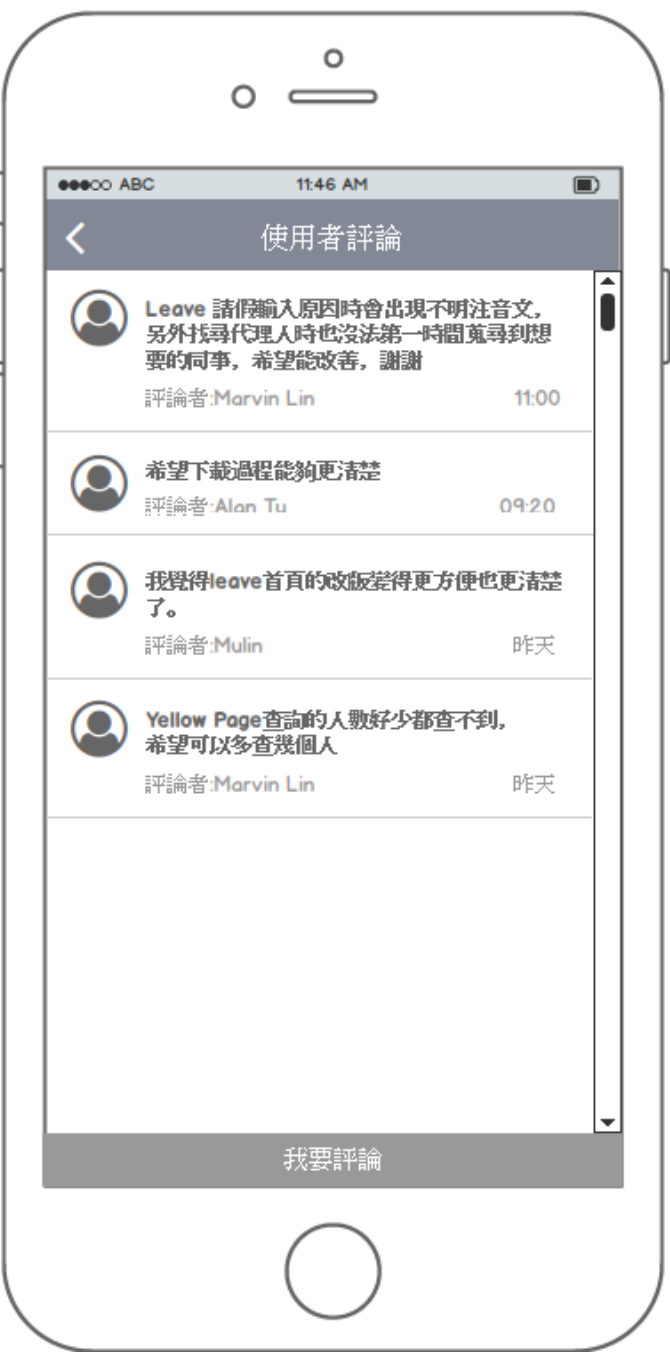 ABC 11:46 AM
使用者評論
Leave 請假輸入原因時會出現不明注音文,
另外找尋代理人時也沒法第一時間蒐尋到想
要的同事, 希望能改善, 謝謝
評論者:Marvin Lin 11:00
希望下載過程能夠更清楚
評論者:Alan Tu 09:20
我覺得leave首頁的改版變得更方便也更清楚
了。
評論者:Mulin 昨天
Yellow Page查詢的人數好少都查不到,
希望可以多查幾個人
評論者:Marvin Lin 昨天
我要評論